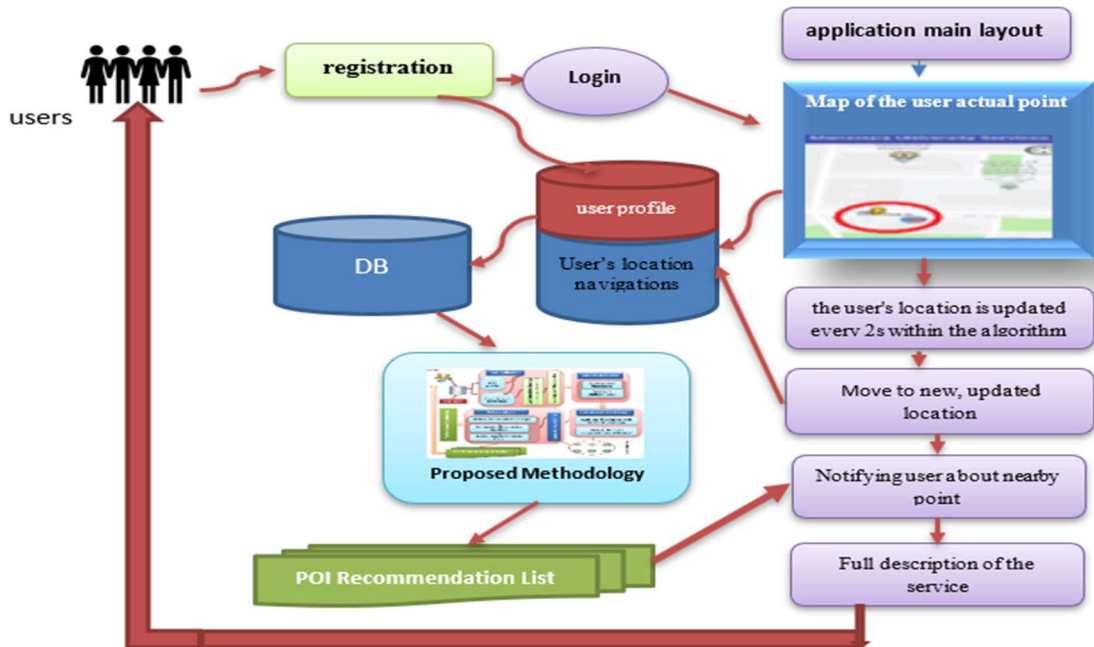 application main layout
registration
Login
users
Map of the user actual point
user profile
DB
User's location
navigations
the user's location is updated
every 2s within the algorithm
Move to new, updated
location
Proposed Methodology
Notifying user about nearby
point
POI Recommendation List
Full description of the
service